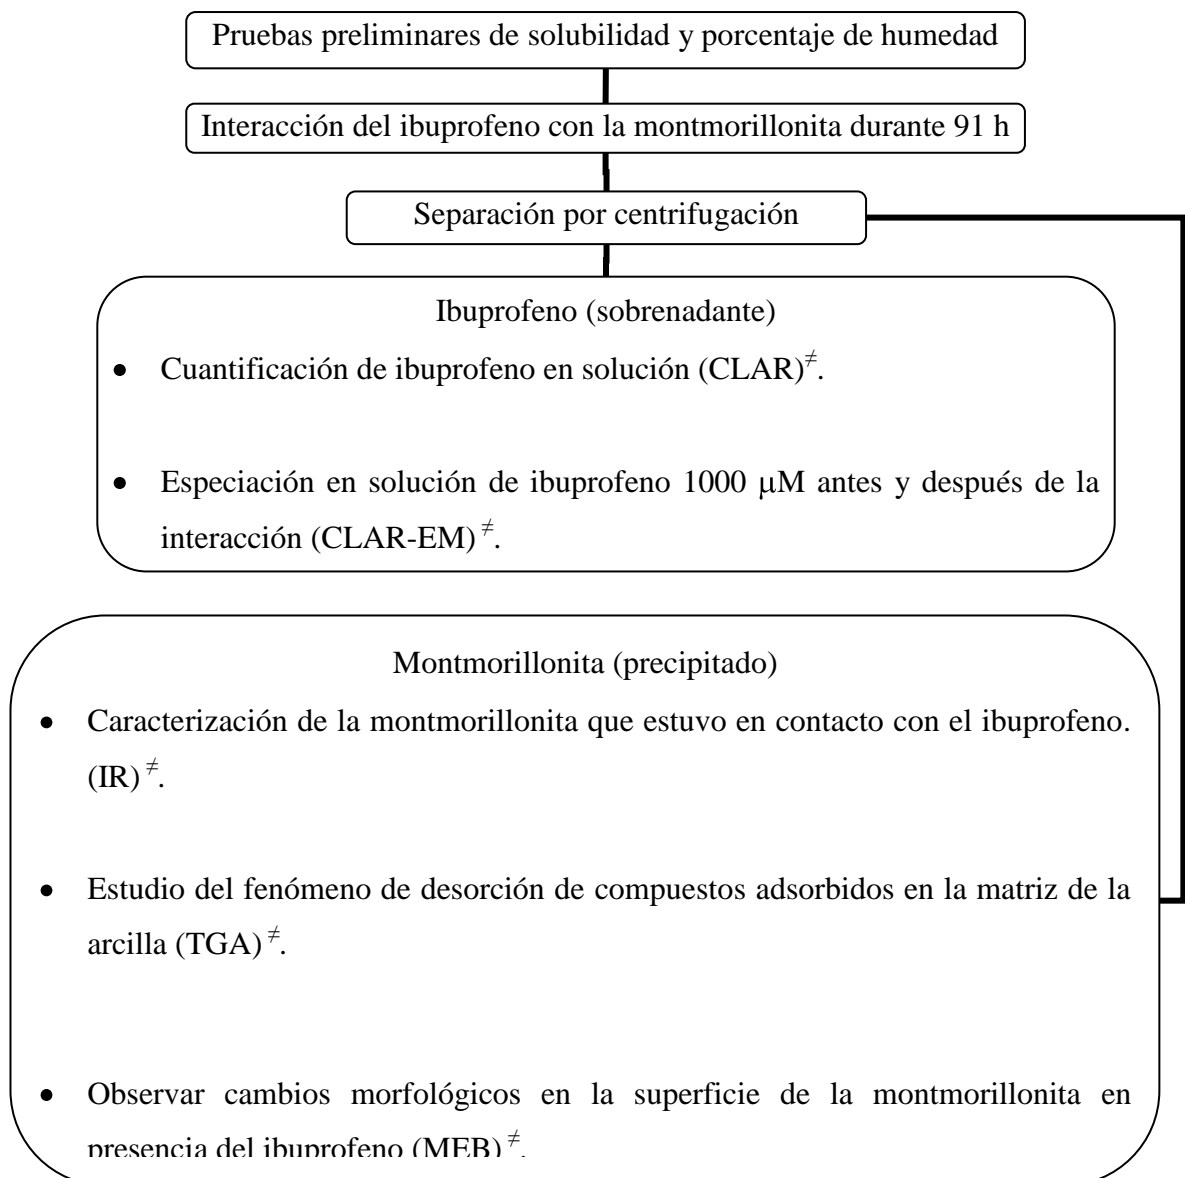 Pruebas preliminares de solubilidad y porcentaje de humedad
Interacción del ibuprofeno con la montmorillonita durante 91 h
Separación por centrifugación
Ibuprofeno (sobrenadante)
• Cuantificación de ibuprofeno en solución (CLAR)≠.
• Especiación en solución de ibuprofeno 1000 μM antes y después de la
interacción (CLAR-EM) ≠.
Montmorillonita (precipitado)
• Caracterización de la montmorillonita que estuvo en contacto con el ibuprofeno.
(IR) ≠.
• Estudio del fenómeno de desorción de compuestos adsorbidos en la matriz de la
arcilla (TGA) ≠.
• Observar cambios morfológicos en la superficie de la montmorillonita en
presencia del ibuprofeno (MEB) ≠.